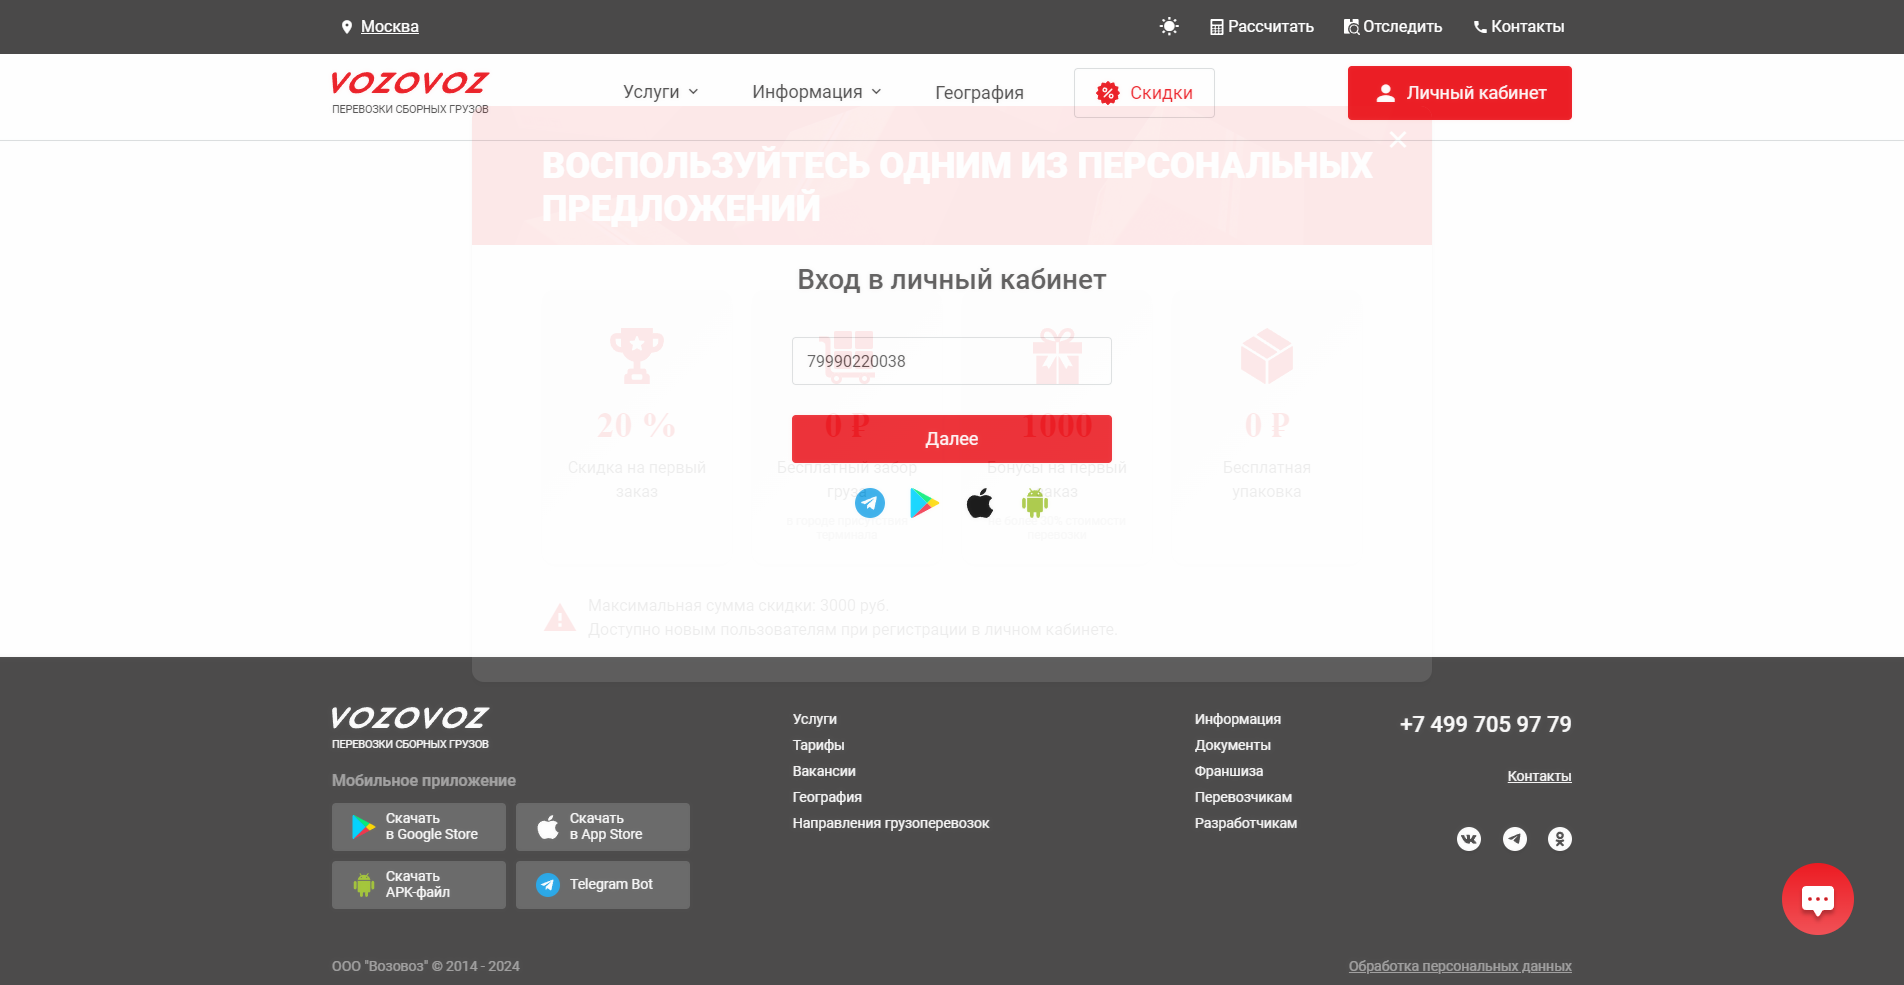 Москва
Рассчитать
Отследить
Контакты
VOZOVOZ
ПЕРЕВОЗКИ СБОРНЫХ ГРУЗОВ
Услуги
Информация
География
Скидки
Личный кабинет
ВОСПОЛЬЗУЙТЕСЬ ОДНИМ ИЗ ПЕРСОНАЛЬНЫХ
ПРЕДЛОЖЕНИЙ
Вход в личный кабинет
79990220038
20 %
0 ₽
1000
0 ₽
Далее
Скидка на первый
заказ
Бесплатный забор
груза
Бонусы на первый
заказ
Бесплатная
упаковка
Максимальная сумма скидки: 3000 руб.
Доступно новым пользователям при регистрации в личном кабинете.
VOZOVOZ
ПЕРЕВОЗКИ СБОРНЫХ ГРУЗОВ
Мобильное приложение
Скачать
в Google Store
Скачать
в App Store
Скачать
APK-файл
Telegram Bot
Услуги
Тарифы
Вакансии
География
Направления грузоперевозок
Информация
Документы
Франшиза
Перевозчикам
Разработчикам
+7 499 705 97 79
Контакты
ООО "Возовоз" © 2014 - 2024
Обработка персональных данных